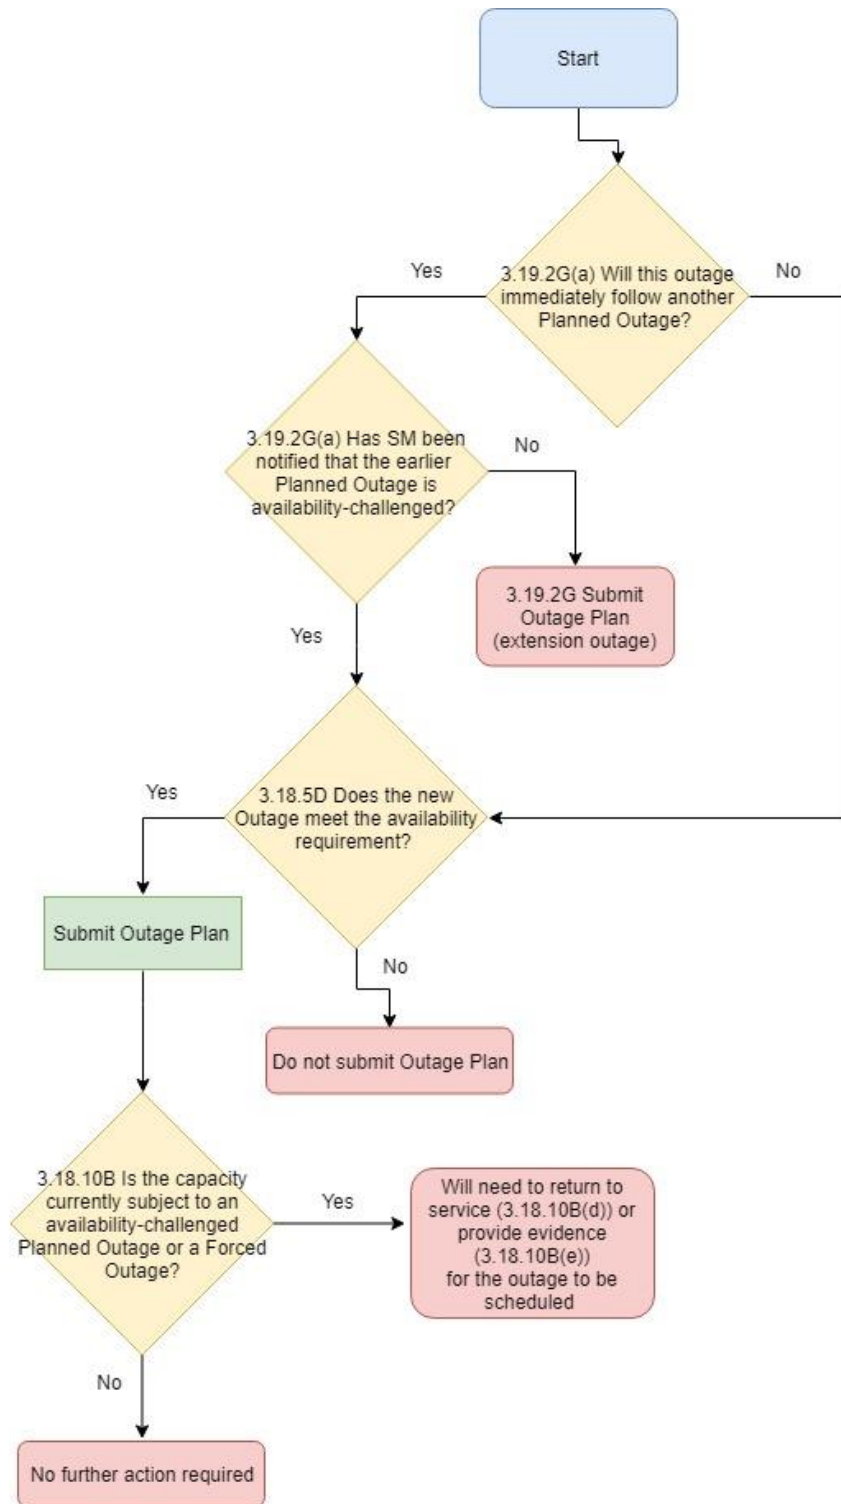 Start
3.19.2G(a) Will this outage
immediately follow another
Planned Outage?
Yes
No
3.19.2G(a) Has SM been
notified that the earlier
Planned Outage is
availability-challenged?
No
3.19.2G Submit
Outage Plan
(extension outage)
Yes
3.18.5D Does the new
Outage meet the availability
requirement?
Yes
Submit Outage Plan
No
Do not submit Outage Plan
3.18.10B Is the capacity
currently subject to an
availability-challenged
Planned Outage or a Forced
Outage?
Yes
Will need to return to
service (3.18.10B(d)) or
provide evidence
(3.18.10B(e))
for the outage to be
scheduled
No
No further action required